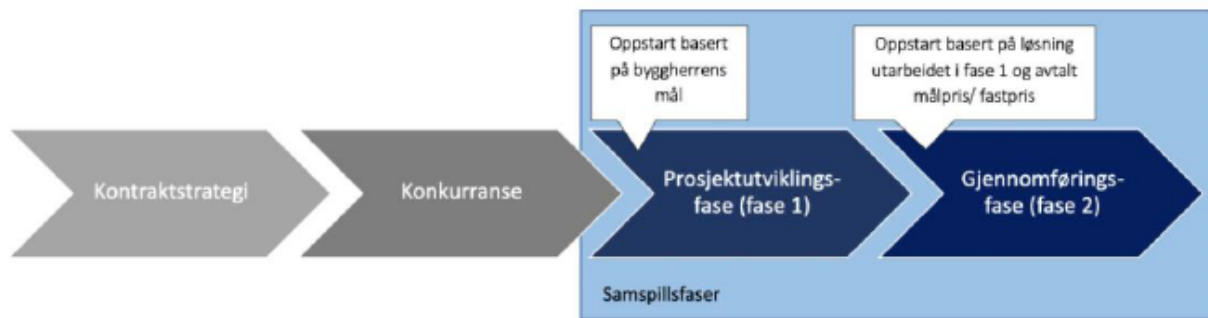 Oppstart basert
på byggherrens
mål
Oppstart basert på løsning
utarbeidet i fase 1 og avtalt
målpris/ fastpris
Kontraktstrategi
Konkurranse
Prosjektutviklings-
fase (fase 1)
Gjennomførings-
fase (fase 2)
Samspillsfaser